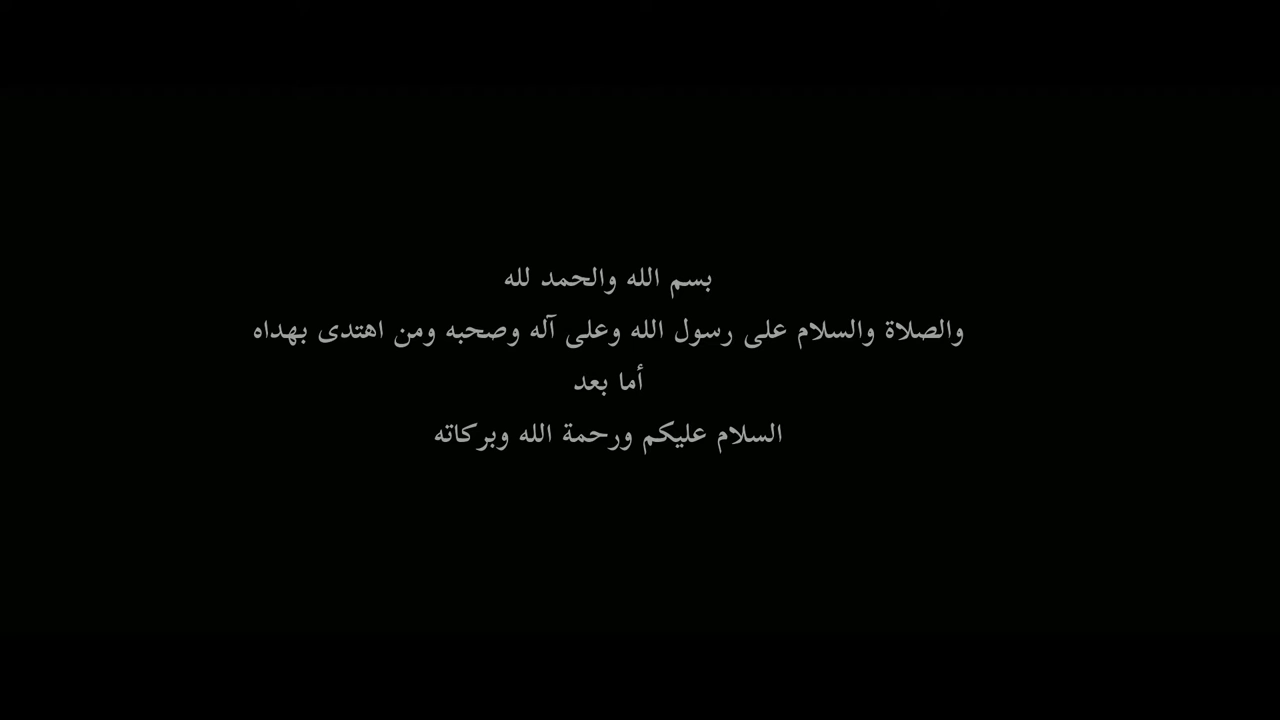 بسم الله والحمد لله
والصلاة والسلام على رسول الله وعلى آله وصحبه ومن اهتدى بهداه
أما بعد
السلام عليكم ورحمة الله وبركاته